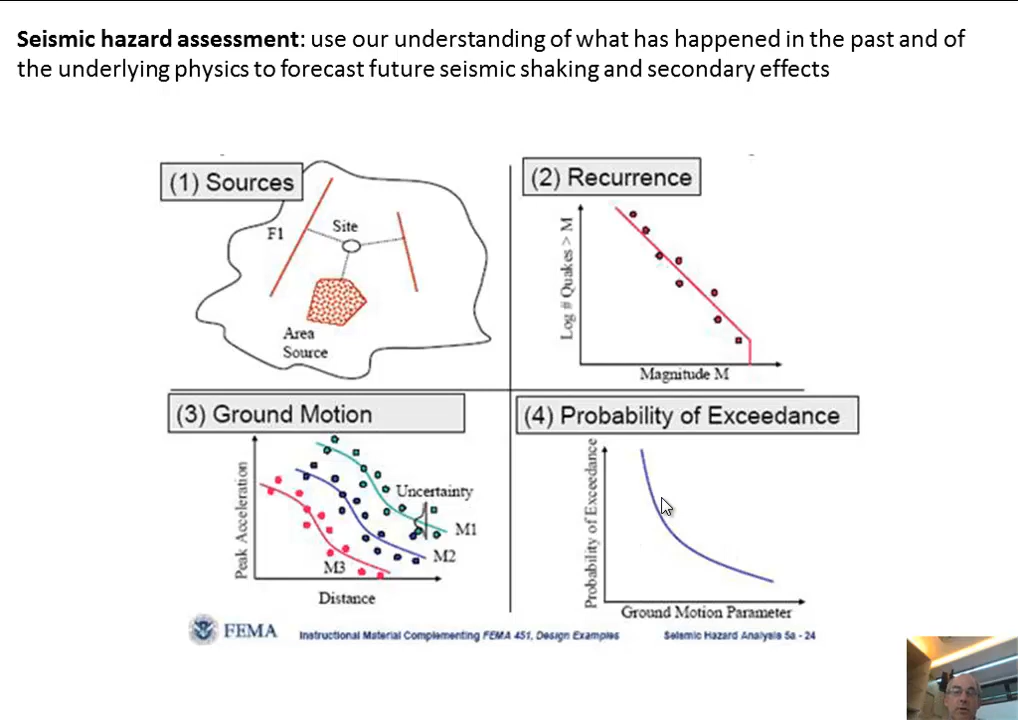 Seismic hazard assessment: use our understanding of what has happened in the past and of
the underlying physics to forecast future seismic shaking and secondary effects
(1) Sources
F1
Site
Area
Source
(2) Recurrence
Log # Quakes > M
Magnitude M
(3) Ground Motion
Peak Acceleration
Uncertainty
M1
M2
M3
Distance
(4) Probability of Exceedance
Probability of Exceedance
Ground Motion Parameter
FEMA
Instructional Material Complementing FEMA 451, Design Examples
Seismic Hazard Analysis 5a - 24